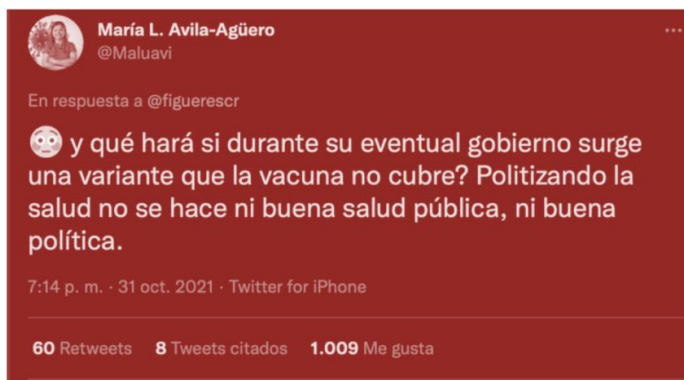 María L. Avila-Agüero
@Maluavi
En respuesta a @figuerescr
😳 y qué hará si durante su eventual gobierno surge
una variante que la vacuna no cubre? Politizando la
salud no se hace ni buena salud pública, ni buena
política.
7:14 p. m. · 31 oct. 2021 · Twitter for iPhone
60 Retweets 8 Tweets citados 1.009 Me gusta